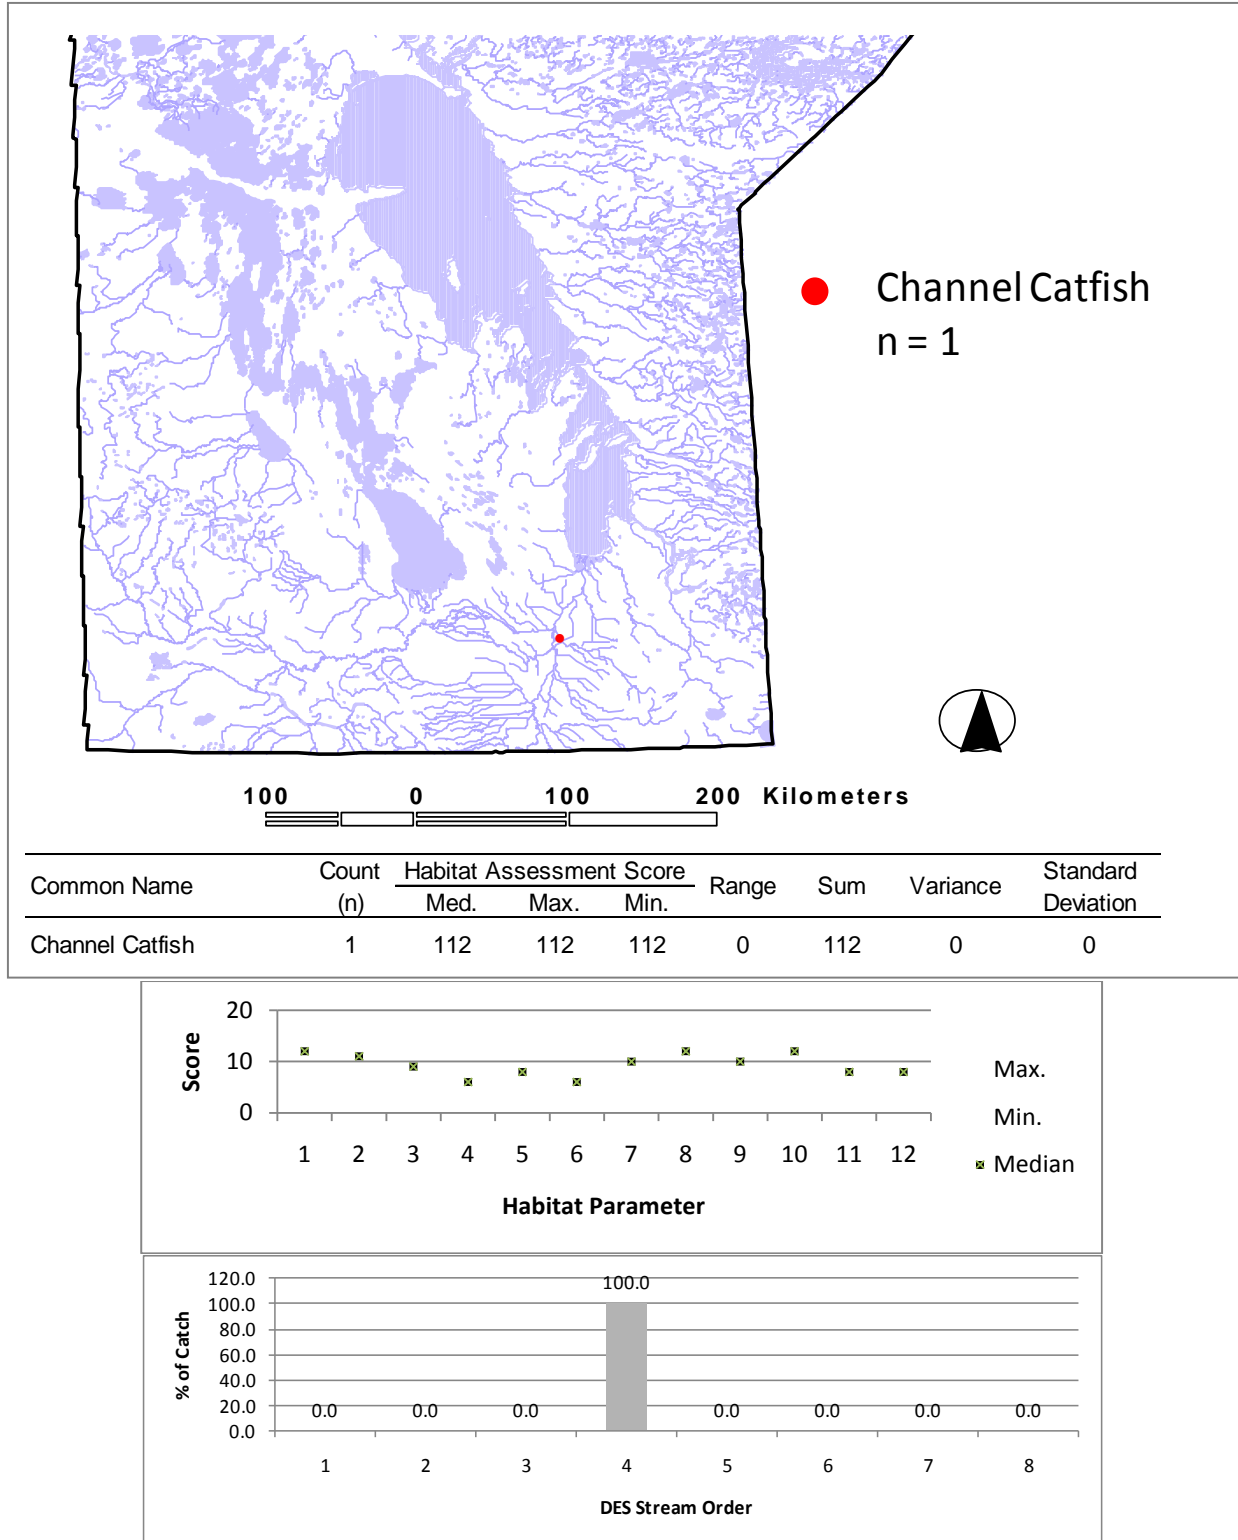 Channel Catfish
n = 1
100 0 100 200 Kilometers
Common Name Count (n) Habitat Assessment Score Med. Max. Min. Range Sum Variance Standard Deviation
Channel Catfish 1 112 112 112 0 112 0 0
20
10
0
Score
1 2 3 4 5 6 7 8 9 10 11 12
Habitat Parameter
Max.
Min.
Median
120.0
100.0
80.0
60.0
40.0
20.0
0.0
% of Catch
0.0 0.0 0.0 100.0 0.0 0.0 0.0 0.0
1 2 3 4 5 6 7 8
DES Stream Order